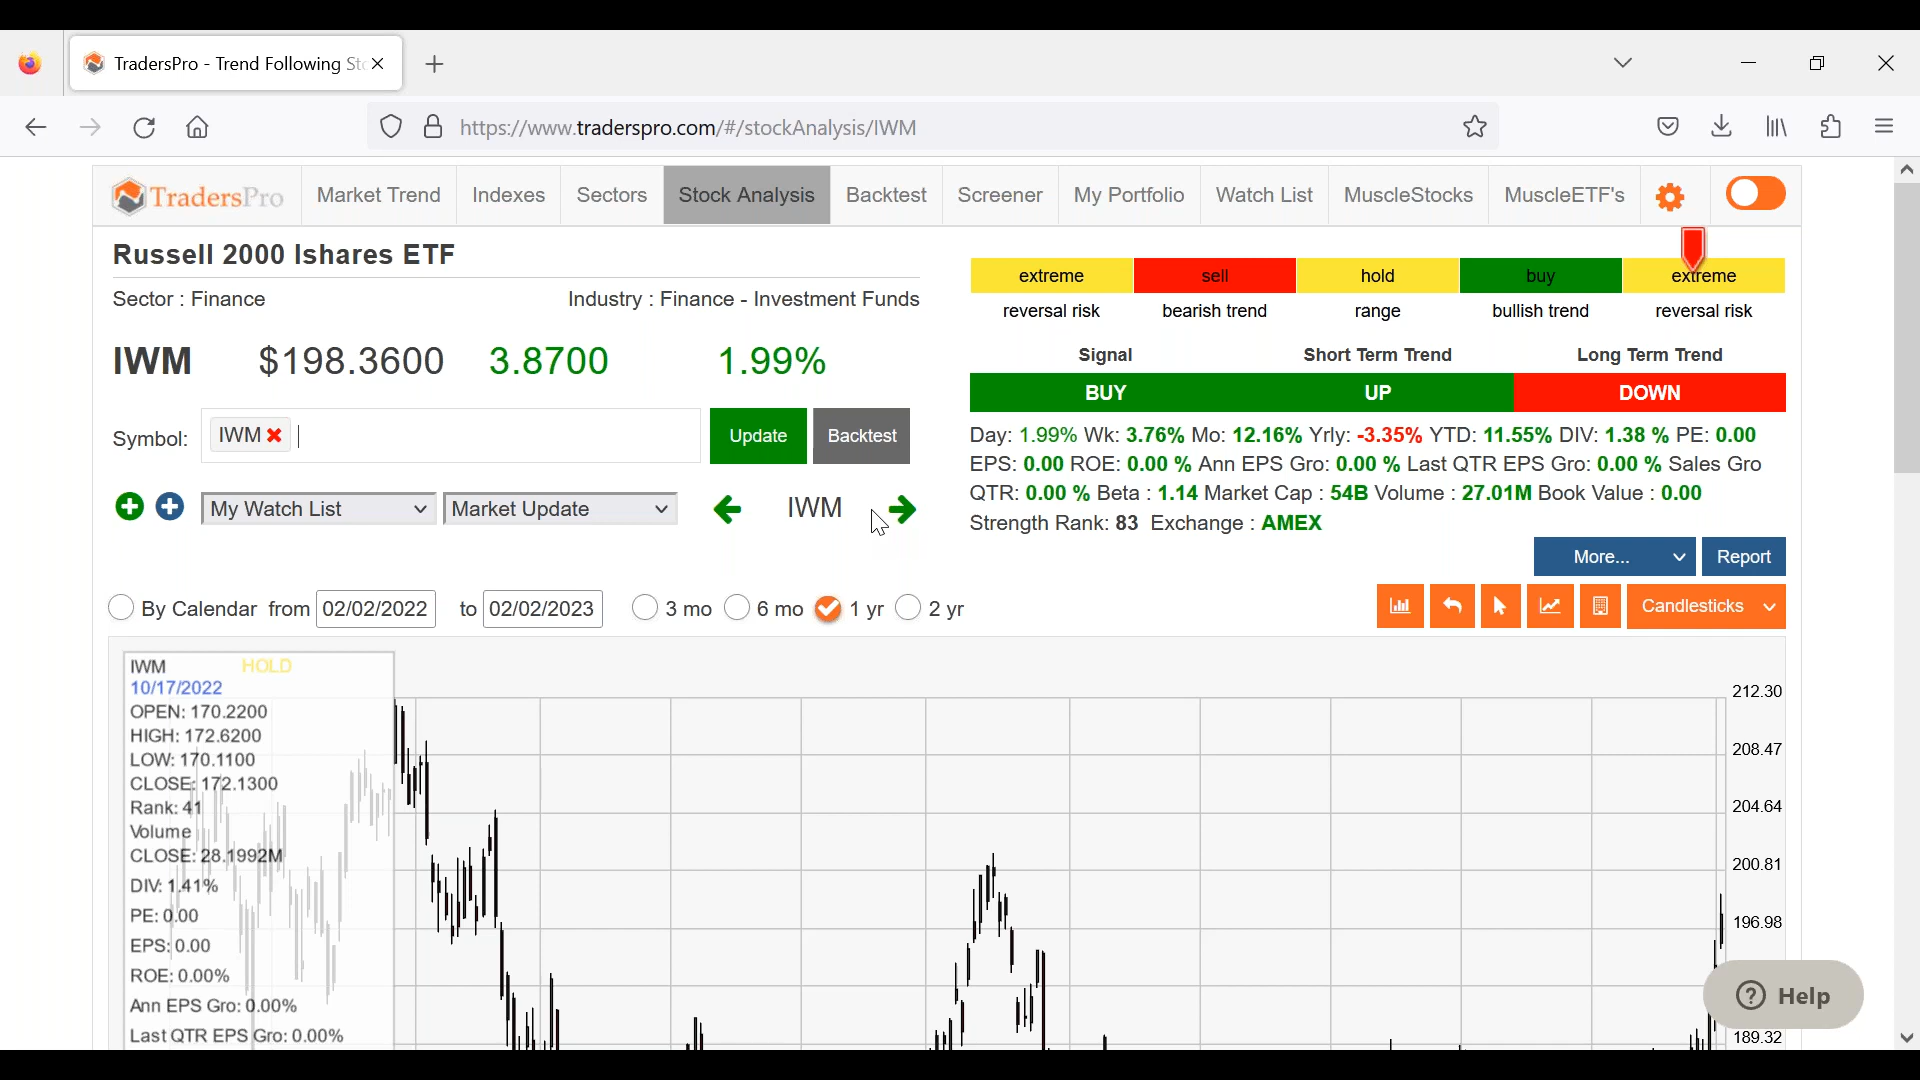 TradersPro - Trend Following Sto
https://www.traderspro.com/#/stockAnalysis/IWM
TradersPro Market Trend Indexes Sectors Stock Analysis Backtest Screener My Portfolio Watch List MuscleStocks MuscleETF's
Russell 2000 Ishares ETF
Sector : Finance Industry : Finance - Investment Funds
IWM $198.3600 3.8700 1.99%
Symbol: IWM Update Backtest
My Watch List Market Update IWM
extreme sell hold buy extreme
reversal risk bearish trend range bullish trend reversal risk
Signal Short Term Trend Long Term Trend
BUY UP DOWN
Day: 1.99% Wk: 3.76% Mo: 12.16% Yrly: -3.35% YTD: 11.55% DIV: 1.38 % PE: 0.00
EPS: 0.00 ROE: 0.00 % Ann EPS Gro: 0.00 % Last QTR EPS Gro: 0.00 % Sales Gro
QTR: 0.00 % Beta : 1.14 Market Cap : 54B Volume : 27.01M Book Value : 0.00
Strength Rank: 83 Exchange : AMEX
More... Report
By Calendar from 02/02/2022 to 02/02/2023 3 mo 6 mo 1 yr 2 yr
Candlesticks
IWM HOLD
10/17/2022
OPEN: 170.2200
HIGH: 172.6200
LOW: 170.1100
CLOSE: 172.1300
Rank: 41
Volume
CLOSE: 28.1992M
DIV: 1.41%
PE: 0.00
EPS: 0.00
ROE: 0.00%
Ann EPS Gro: 0.00%
Last QTR EPS Gro: 0.00%
212.30
208.47
204.64
200.81
196.98
189.32
Help